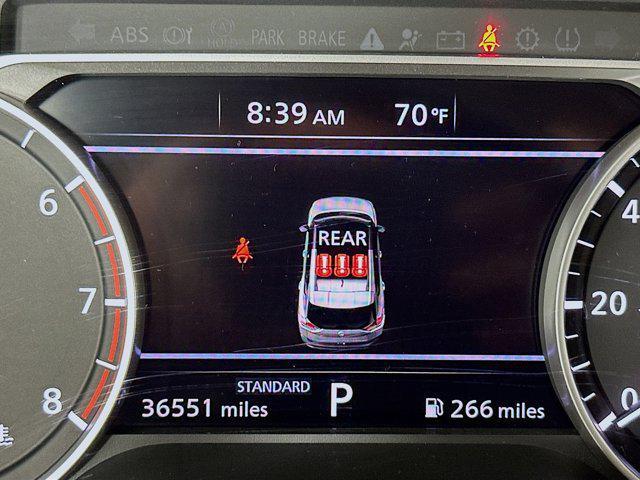 ABS PARK BRAKE
8:39 AM 70°F
REAR
6
7
8
4
20
0
STANDARD
36551 miles P 266 miles